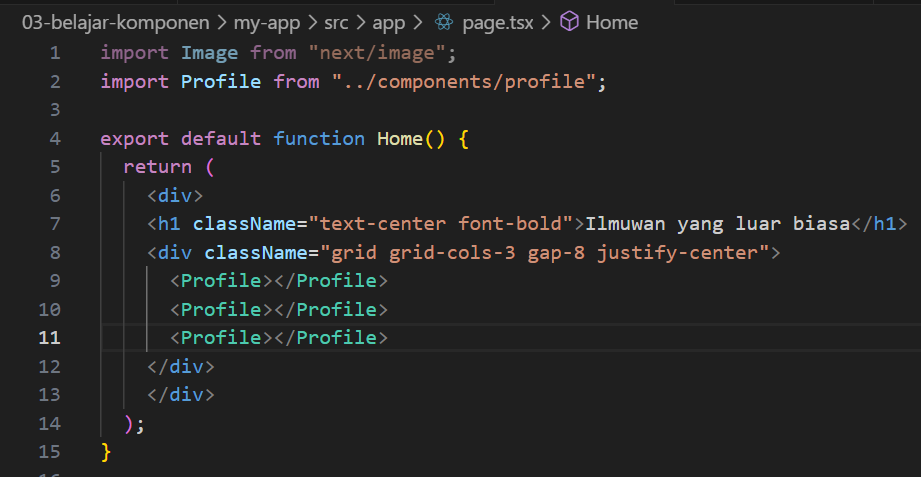 03-belajar-komponen > my-app > src > app > page.tsx > Home
1 import Image from "next/image";
2 import Profile from "../components/profile";
3
4 export default function Home() {
5 return (
6 <div>
7 <h1 className="text-center font-bold">Ilmuwan yang luar biasa</h1>
8 <div className="grid grid-cols-3 gap-8 justify-center">
9 <Profile></Profile>
10 <Profile></Profile>
11 <Profile></Profile>
12 </div>
13 </div>
14 );
15 }